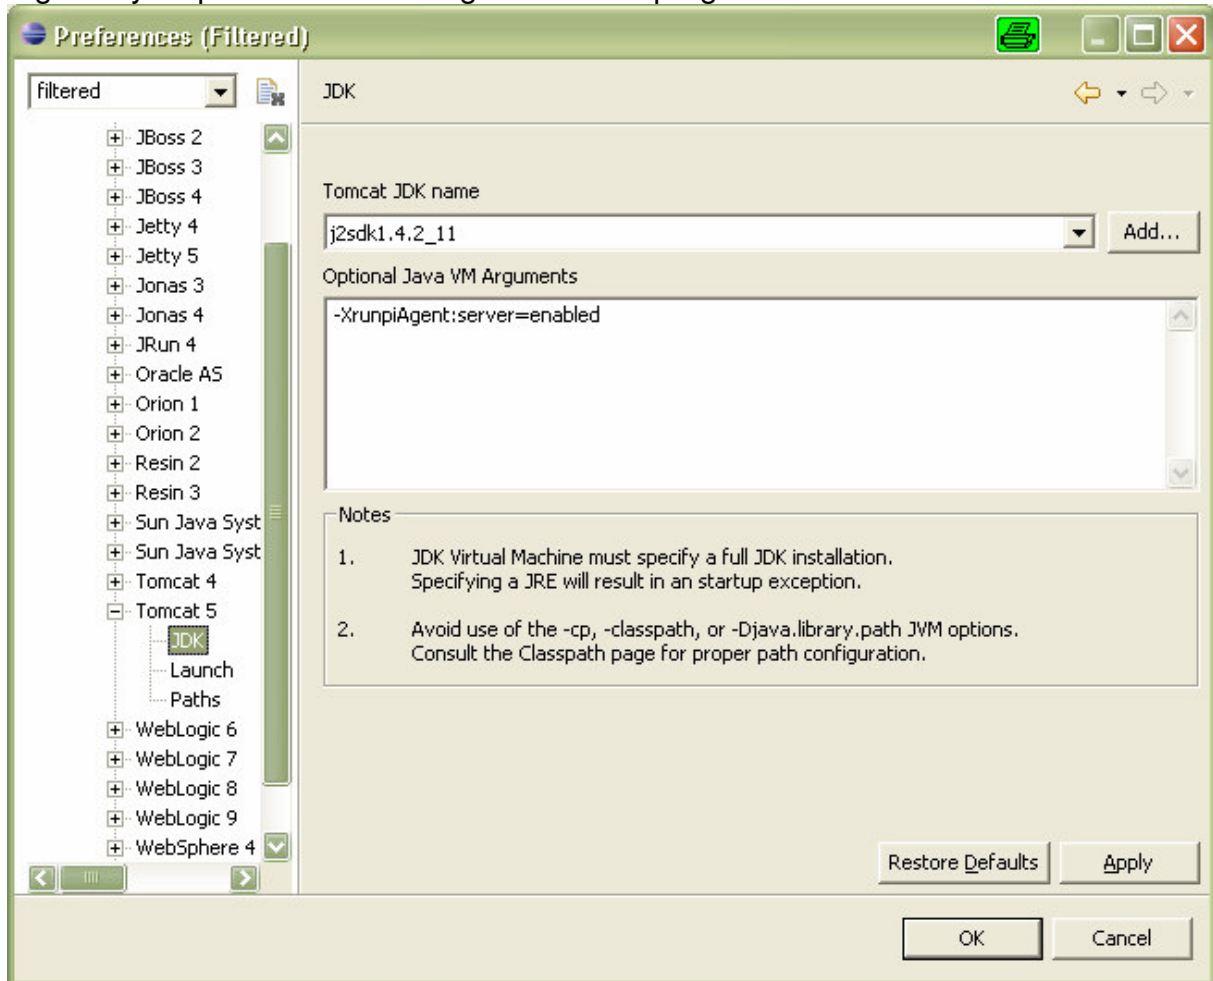 Preferences (Filtered)
filtered
JDK
JBoss 2
JBoss 3
JBoss 4
Jetty 4
Jetty 5
Jonas 3
Jonas 4
JRun 4
Oracle AS
Orion 1
Orion 2
Resin 2
Resin 3
Sun Java Syst
Sun Java Syst
Tomcat 4
Tomcat 5
JDK
Launch
Paths
WebLogic 6
WebLogic 7
WebLogic 8
WebLogic 9
WebSphere 4
Tomcat JDK name
j2sdk1.4.2_11
Add...
Optional Java VM Arguments
-XrunpiAgent:server=enabled
Notes
1. JDK Virtual Machine must specify a full JDK installation.
Specifying a JRE will result in an startup exception.
2. Avoid use of the -cp, -classpath, or -Djava.library.path JVM options.
Consult the Classpath page for proper path configuration.
Restore Defaults
Apply
OK
Cancel